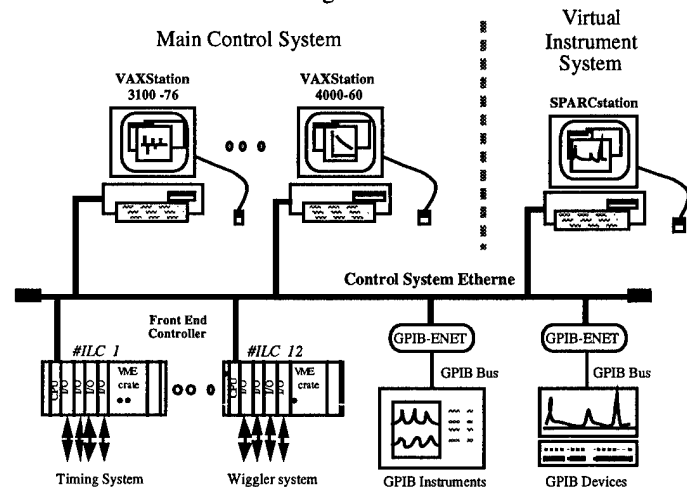 Main Control System
Virtual
Instrument
System
VAXStation
3100 -76
VAXStation
4000-60
SPARCstation
Control System Etherne
Front End
Controller
#ILC 1
#ILC 12
GPIB-ENET
GPIB-ENET
GPIB Bus
GPIB Bus
CPU
I/O
I/O
I/O
I/O
VME
crate
CPU
I/O
I/O
I/O
I/O
VME
crate
Timing System
Wiggler system
GPIB Instruments
GPIB Devices